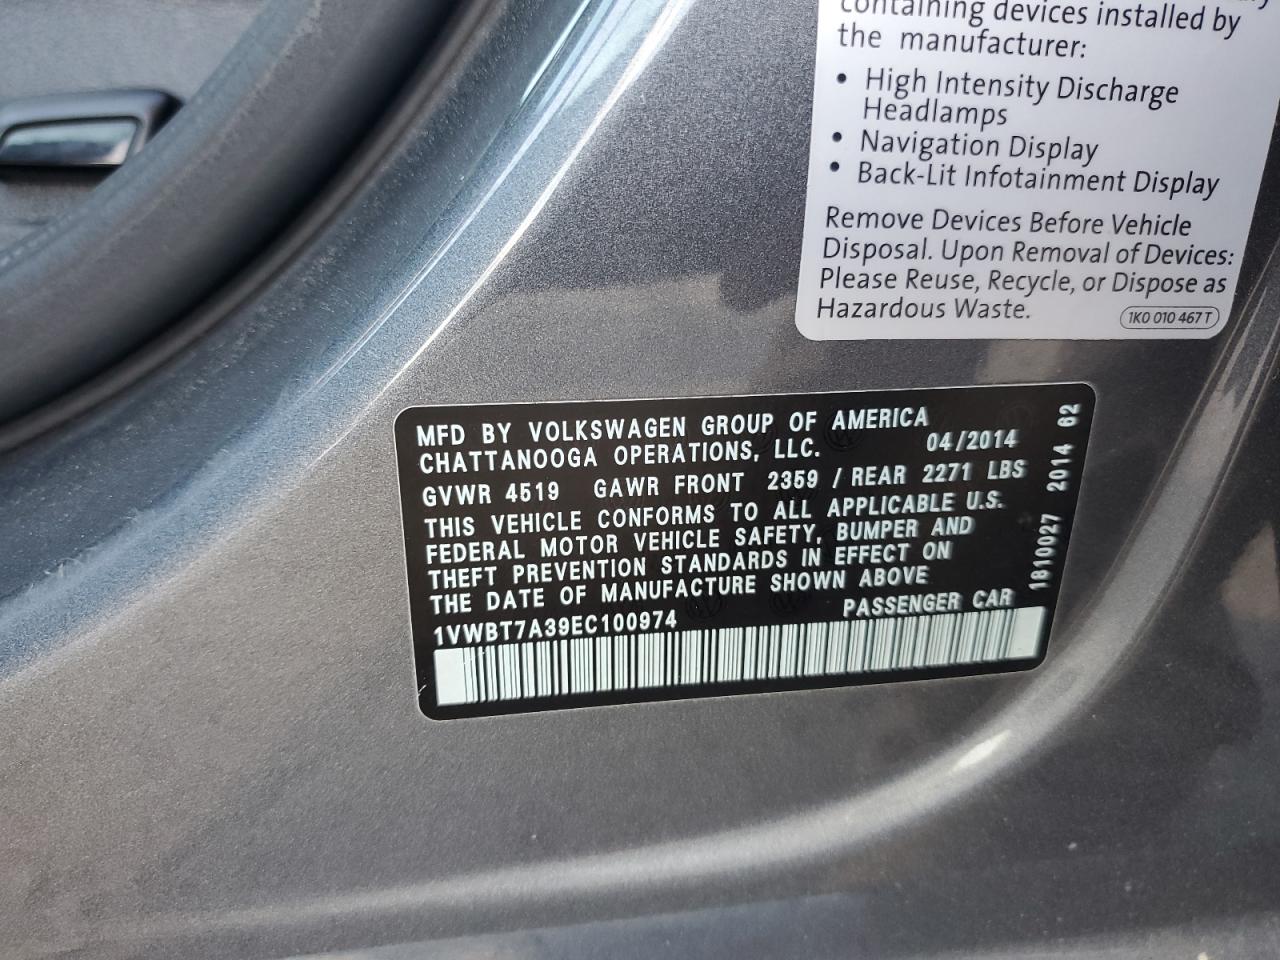 containing devices installed by
the manufacturer:
• High Intensity Discharge
Headlamps
• Navigation Display
• Back-Lit Infotainment Display
Remove Devices Before Vehicle
Disposal. Upon Removal of Devices:
Please Reuse, Recycle, or Dispose as
Hazardous Waste.
1K0 010 467 T
MFD BY VOLKSWAGEN GROUP OF AMERICA
CHATTANOOGA OPERATIONS, LLC. 04/2014
GVWR 4519 GAWR FRONT 2359 / REAR 2271 LBS
THIS VEHICLE CONFORMS TO ALL APPLICABLE U.S.
FEDERAL MOTOR VEHICLE SAFETY, BUMPER AND
THEFT PREVENTION STANDARDS IN EFFECT ON
THE DATE OF MANUFACTURE SHOWN ABOVE
1VWBT7A39EC100974 PASSENGER CAR
1810027 2014 62